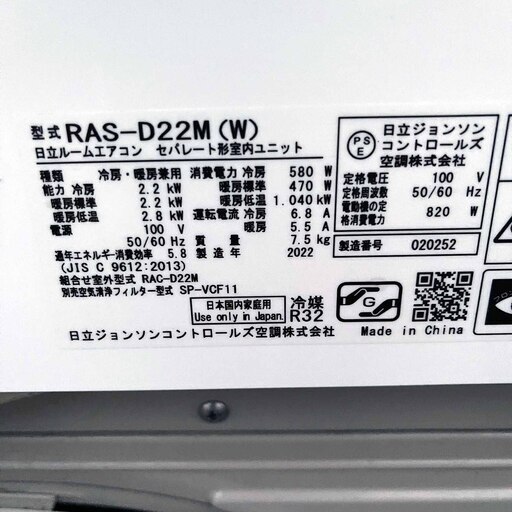 型式 RAS-D22M(W)
日立ルームエアコン セパレート形室内ユニット
種類 冷房・暖房兼用 消費電力 冷房 580 W
能力 冷房 2.2 kW 暖房標準 470 W
暖房標準 2.2 kW 暖房低温 1.040 kW
暖房低温 2.8 kW 運転電流 冷房 6.8 A
電源 100 V 暖房 5.5 A
50/60 Hz 質量 7.5kg
通年エネルギー消費効率 5.8 製造年 2022
(JIS C 9612:2013)
組合せ室外型式 RAC-D22M
別売空気清浄フィルター型式 SP-VCF11
日本国内家庭用
Use only in Japan.
冷媒
R32
日立ジョンソンコントロールズ空調株式会社
PSE
日立ジョンソン
コントロールズ
空調株式会社
定格電圧 100 V
定格周波数 50/60 Hz
電動機の定
格消費電力 820 W
製造番号 020252
G
Made in China